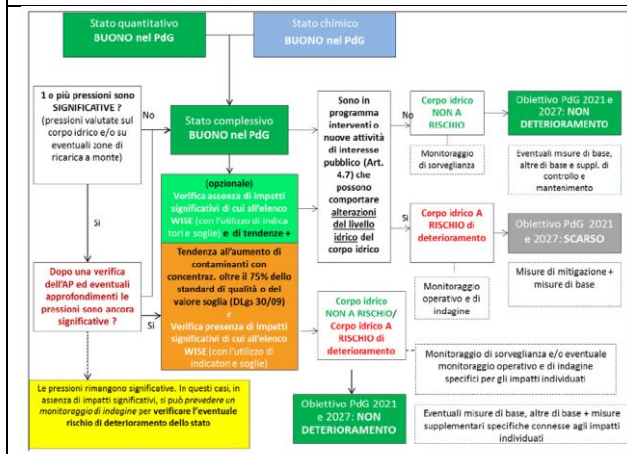 Stato quantitativo
BUONO nel PdG
Stato chimico
BUONO nel PdG
1 o più pressioni sono
SIGNIFICATIVE ?
(pressioni valutate sul
corpo idrico e/o su
eventuali zone di
ricarica a monte)
No
Si
Stato complessivo
BUONO nel PdG
(opzionale)
Verifica assenza di impatti
significativi di cui all'elenco
WISE (con l'utilizzo di indica
tori e soglie) e di tendenze +
Tendenza all'aumento di
contaminanti con
concentraz. oltre il 75% dello
standard di qualità o del
valore soglia (DLgs 30/09)
e
Verifica presenza di impatti
significativi di cui all'elenco
WISE (con l'utilizzo di
indicatori e soglie)
Dopo una verifica
dell'AP ed eventuali
approfondimenti le
pressioni sono ancora
significative ?
Si
Le pressioni rimangono significative. In questi casi, in
assenza di impatti significativi, si può prevedere un
monitoraggio di indagine per verificare l'eventuale
rischio di deterioramento dello stato
Sono in
programma
interventi o
nuove attività
di interesse
pubblico (Art.
4.7) che
possono
comportare
alterazioni del
livello
idrico del
corpo idrico
No
Si
Corpo idrico
NON A
RISCHIO
Monitoraggio
di sorveglianza
Obiettivo PdG 2021 e
2027: NON
DETERIORAMENTO
Eventuali misure di base,
altre di base e suppl. di
controllo e
mantenimento
Corpo idrico A
RISCHIO di
deterioramento
Monitoraggio
operativo e di
indagine
Obiettivo PdG 2021
e 2027: SCARSO
Misure di mitigazione +
misure di base
Corpo idrico
NON A RISCHIO/
Corpo idrico A
RISCHIO di
deterioramento
Monitoraggio di sorveglianza e/o eventuale
monitoraggio operativo e di indagine
specifici per gli impatti individuati
Obiettivo PdG 2021
e 2027: NON
DETERIORAMENTO
Eventuali misure di base, altre di base + misure
supplementari specifiche connesse agli impatti
individuati